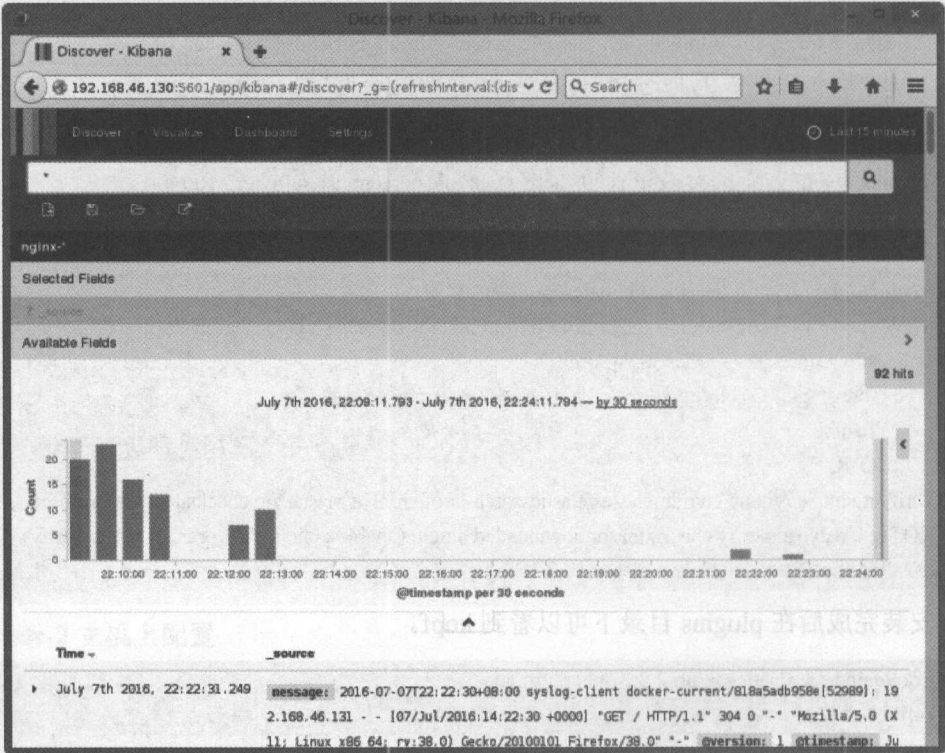 Discover - Kibana - Mozilla Firefox
Discover - Kibana
192.168.46.130:5601/app/kibana#/discover?_g=(refreshInterval:(dis
Search
Discover Visualize Dashboard Settings
Last 15 minutes
*
nginx-*
Selected Fields
? _source
Available Fields
92 hits
July 7th 2016, 22:09:11.793 - July 7th 2016, 22:24:11.794 — by 30 seconds
Count
20
15
10
5
0
22:10:00 22:11:00 22:12:00 22:13:00 22:14:00 22:15:00 22:16:00 22:17:00 22:18:00 22:19:00 22:20:00 22:21:00 22:22:00 22:23:00 22:24:00
@timestamp per 30 seconds
Time
_source
July 7th 2016, 22:22:31.249
message: 2016-07-07T22:22:30+08:00 syslog-client docker-current/818a5adb958e[52989]: 19
2.168.46.131 - - [07/Jul/2016:14:22:30 +0000] "GET / HTTP/1.1" 304 0 "-" "Mozilla/5.0 (X
11; Linux x86_64; rv:38.0) Gecko/20100101 Firefox/38.0" "-" @version: 1 @timestamp: Ju